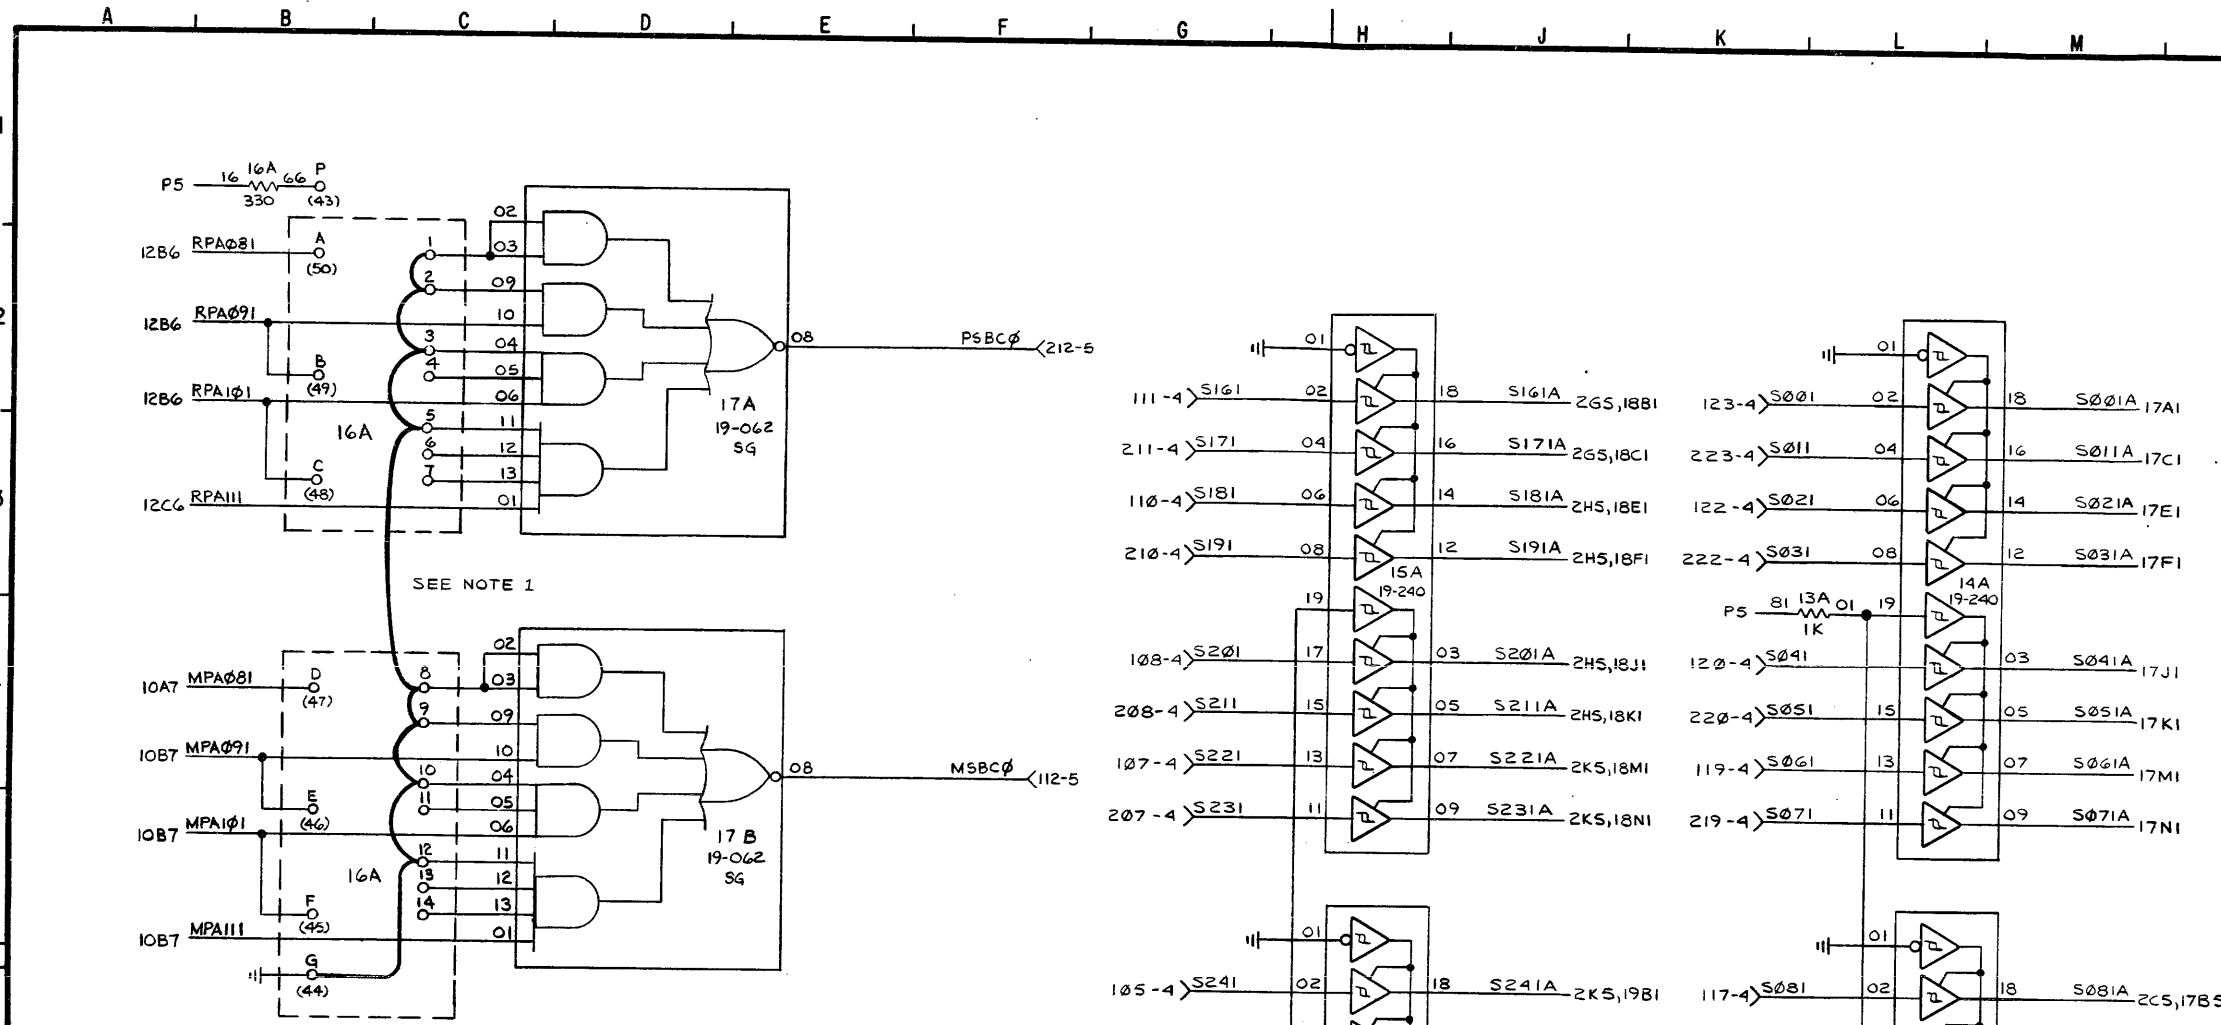 A B C D E F G H J K L M
1
P5 16 16A 66 P
330 (43)
12B6 RPAØ81 A 1 02
(50) 03
2 09
2
12B6 RPAØ91 10 08 PSBCØ 212-5
B 3 04
(49) 4 05
12B6 RPA1Ø1 06
17A
19-062
SG
16A 5 11
6 12
C 7 13
(48)
3
12C6 RPA111 01
SEE NOTE 1
10A7 MPAØ81 D 8 02
(47) 03
9 09
10B7 MPAØ91 10 08 MSBCØ 112-5
E 10 04
(46) 11 05
10B7 MPA1Ø1 06
17B
19-062
SG
16A 12 11
13 12
F 14 13
(45)
10B7 MPA111 01
G
(44)
01
111-4 S161 02 18 S161A 2G5,18B1
211-4 S171 04 16 S171A 2G5,18C1
11Ø-4 S181 06 14 S181A 2H5,18E1
21Ø-4 S191 08 12 S191A 2H5,18F1
15A
19-240
19
1Ø8-4 S2Ø1 17 03 S2Ø1A 2H5,18J1
2Ø8-4 S211 15 05 S211A 2H5,18K1
1Ø7-4 S221 13 07 S221A 2K5,18M1
2Ø7-4 S231 11 09 S231A 2K5,18N1
01
1Ø5-4 S241 02 18 S241A 2K5,19B1
01
123-4 SØØ1 02 18 SØØ1A 17A1
223-4 SØ11 04 16 SØ11A 17C1
122-4 SØ21 06 14 SØ21A 17E1
222-4 SØ31 08 12 SØ31A 17F1
14A
19-240
P5 81 13A 01 19
1K
12Ø-4 SØ41 03 SØ41A 17J1
22Ø-4 SØ51 15 05 SØ51A 17K1
119-4 SØ61 13 07 SØ61A 17M1
219-4 SØ71 11 09 SØ71A 17N1
01
117-4 SØ81 02 18 SØ81A 2C5,17B5